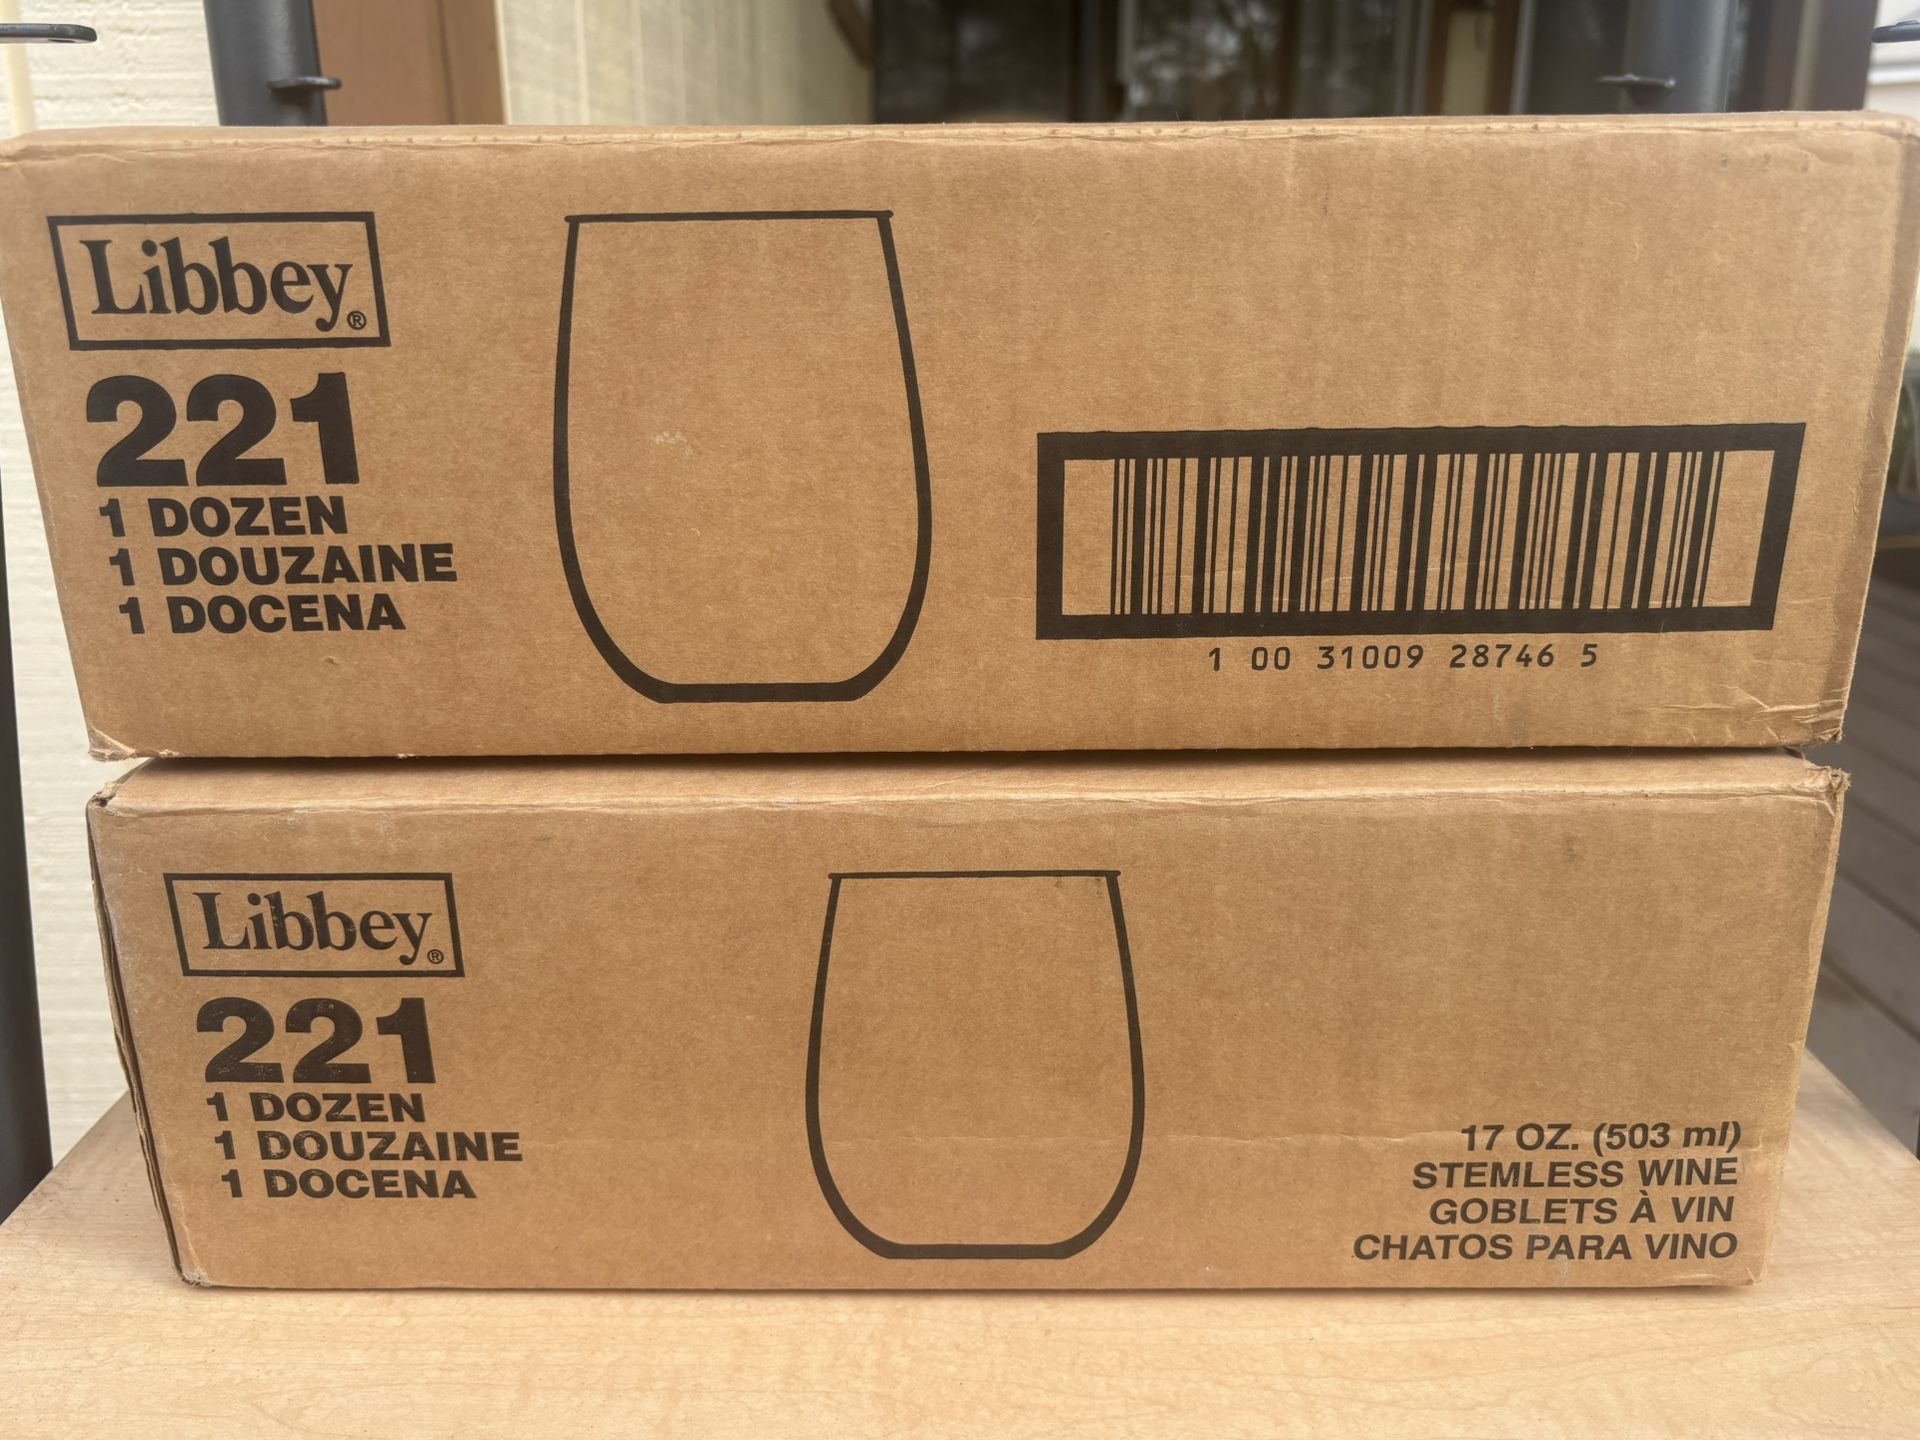 Libbey®
221
1 DOZEN
1 DOUZAINE
1 DOCENA
1 00 31009 28746 5
Libbey®
221
1 DOZEN
1 DOUZAINE
1 DOCENA
17 OZ. (503 ml)
STEMLESS WINE
GOBLETS À VIN
CHATOS PARA VINO